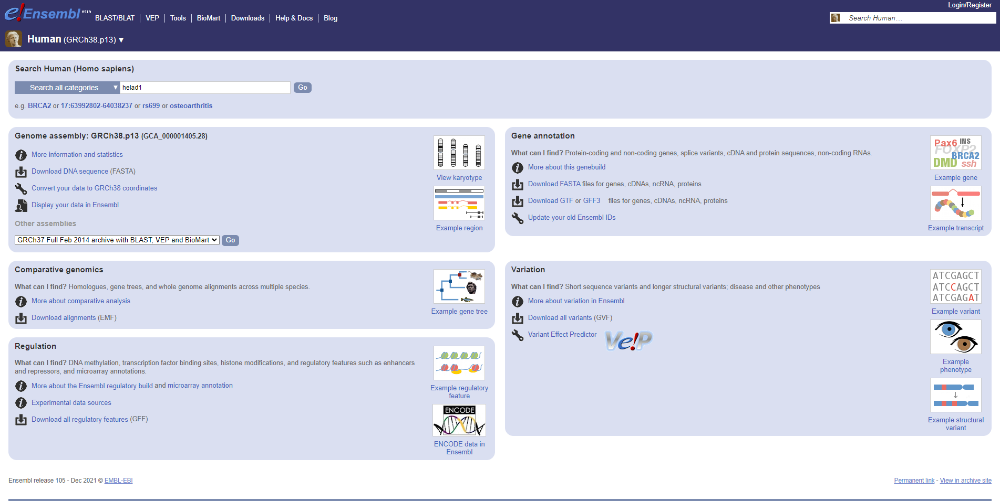 e!Ensembl ASIA
BLAST/BLAT | VEP | Tools | BioMart | Downloads | Help & Docs | Blog
Login/Register
Search Human…
Human (GRCh38.p13) ▼
Search Human (Homo sapiens)
Search all categories ▼ helad1 Go
e.g. BRCA2 or 17:63992802-64038237 or rs699 or osteoarthritis
Genome assembly: GRCh38.p13 (GCA_000001405.28)
More information and statistics
Download DNA sequence (FASTA)
Convert your data to GRCh38 coordinates
Display your data in Ensembl
Other assemblies
GRCh37 Full Feb 2014 archive with BLAST, VEP and BioMart Go
View karyotype
Example region
Gene annotation
What can I find? Protein-coding and non-coding genes, splice variants, cDNA and protein sequences, non-coding RNAs.
More about this genebuild
Download FASTA files for genes, cDNAs, ncRNA, proteins
Download GTF or GFF3 files for genes, cDNAs, ncRNA, proteins
Update your old Ensembl IDs
Pax6 INS
FOXP2
BRCA2
DMD ssh
Example gene
Example transcript
Comparative genomics
What can I find? Homologues, gene trees, and whole genome alignments across multiple species.
More about comparative analysis
Download alignments (EMF)
Example gene tree
Variation
What can I find? Short sequence variants and longer structural variants; disease and other phenotypes
More about variation in Ensembl
Download all variants (GVF)
Variant Effect Predictor Ve!P
ATCGAGCT
ATCCAGCT
ATCGAGAT
Example variant
Example
phenotype
Example structural
variant
Regulation
What can I find? DNA methylation, transcription factor binding sites, histone modifications, and regulatory features such as enhancers
and repressors, and microarray annotations.
More about the Ensembl regulatory build and microarray annotation
Experimental data sources
Download all regulatory features (GFF)
Example regulatory
feature
ENCODE
ENCODE data in
Ensembl
Ensembl release 105 - Dec 2021 © EMBL-EBI
Permanent link - View in archive site